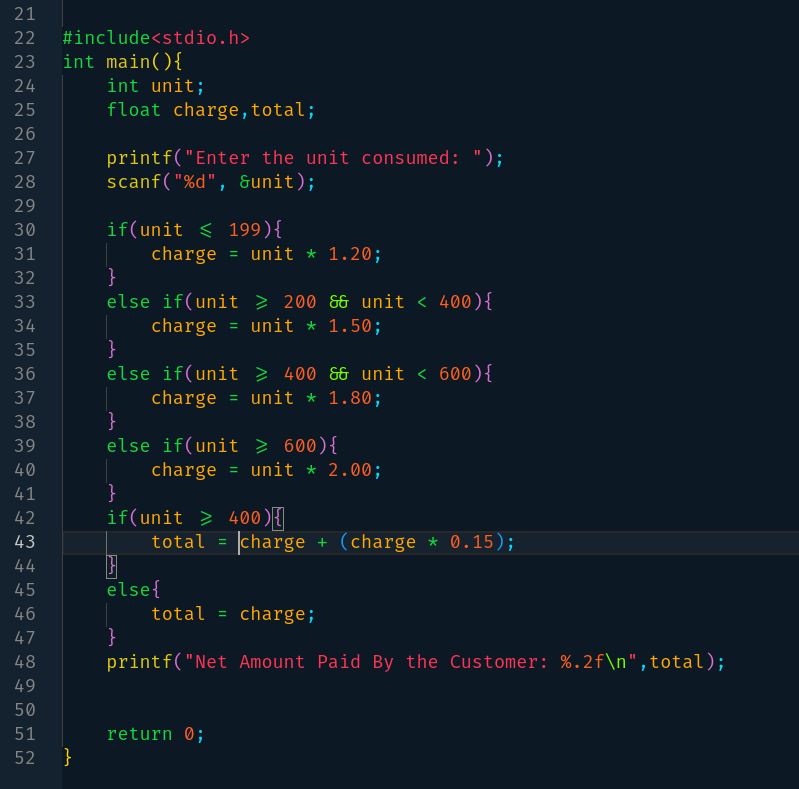 21
22 #include<stdio.h>
23 int main(){
24     int unit;
25     float charge,total;
26
27     printf("Enter the unit consumed: ");
28     scanf("%d", &unit);
29
30     if(unit <= 199){
31         charge = unit * 1.20;
32     }
33     else if(unit >= 200 && unit < 400){
34         charge = unit * 1.50;
35     }
36     else if(unit >= 400 && unit < 600){
37         charge = unit * 1.80;
38     }
39     else if(unit >= 600){
40         charge = unit * 2.00;
41     }
42     if(unit >= 400){
43         total = charge + (charge * 0.15);
44     }
45     else{
46         total = charge;
47     }
48     printf("Net Amount Paid By the Customer: %.2f\n",total);
49
50
51     return 0;
52 }